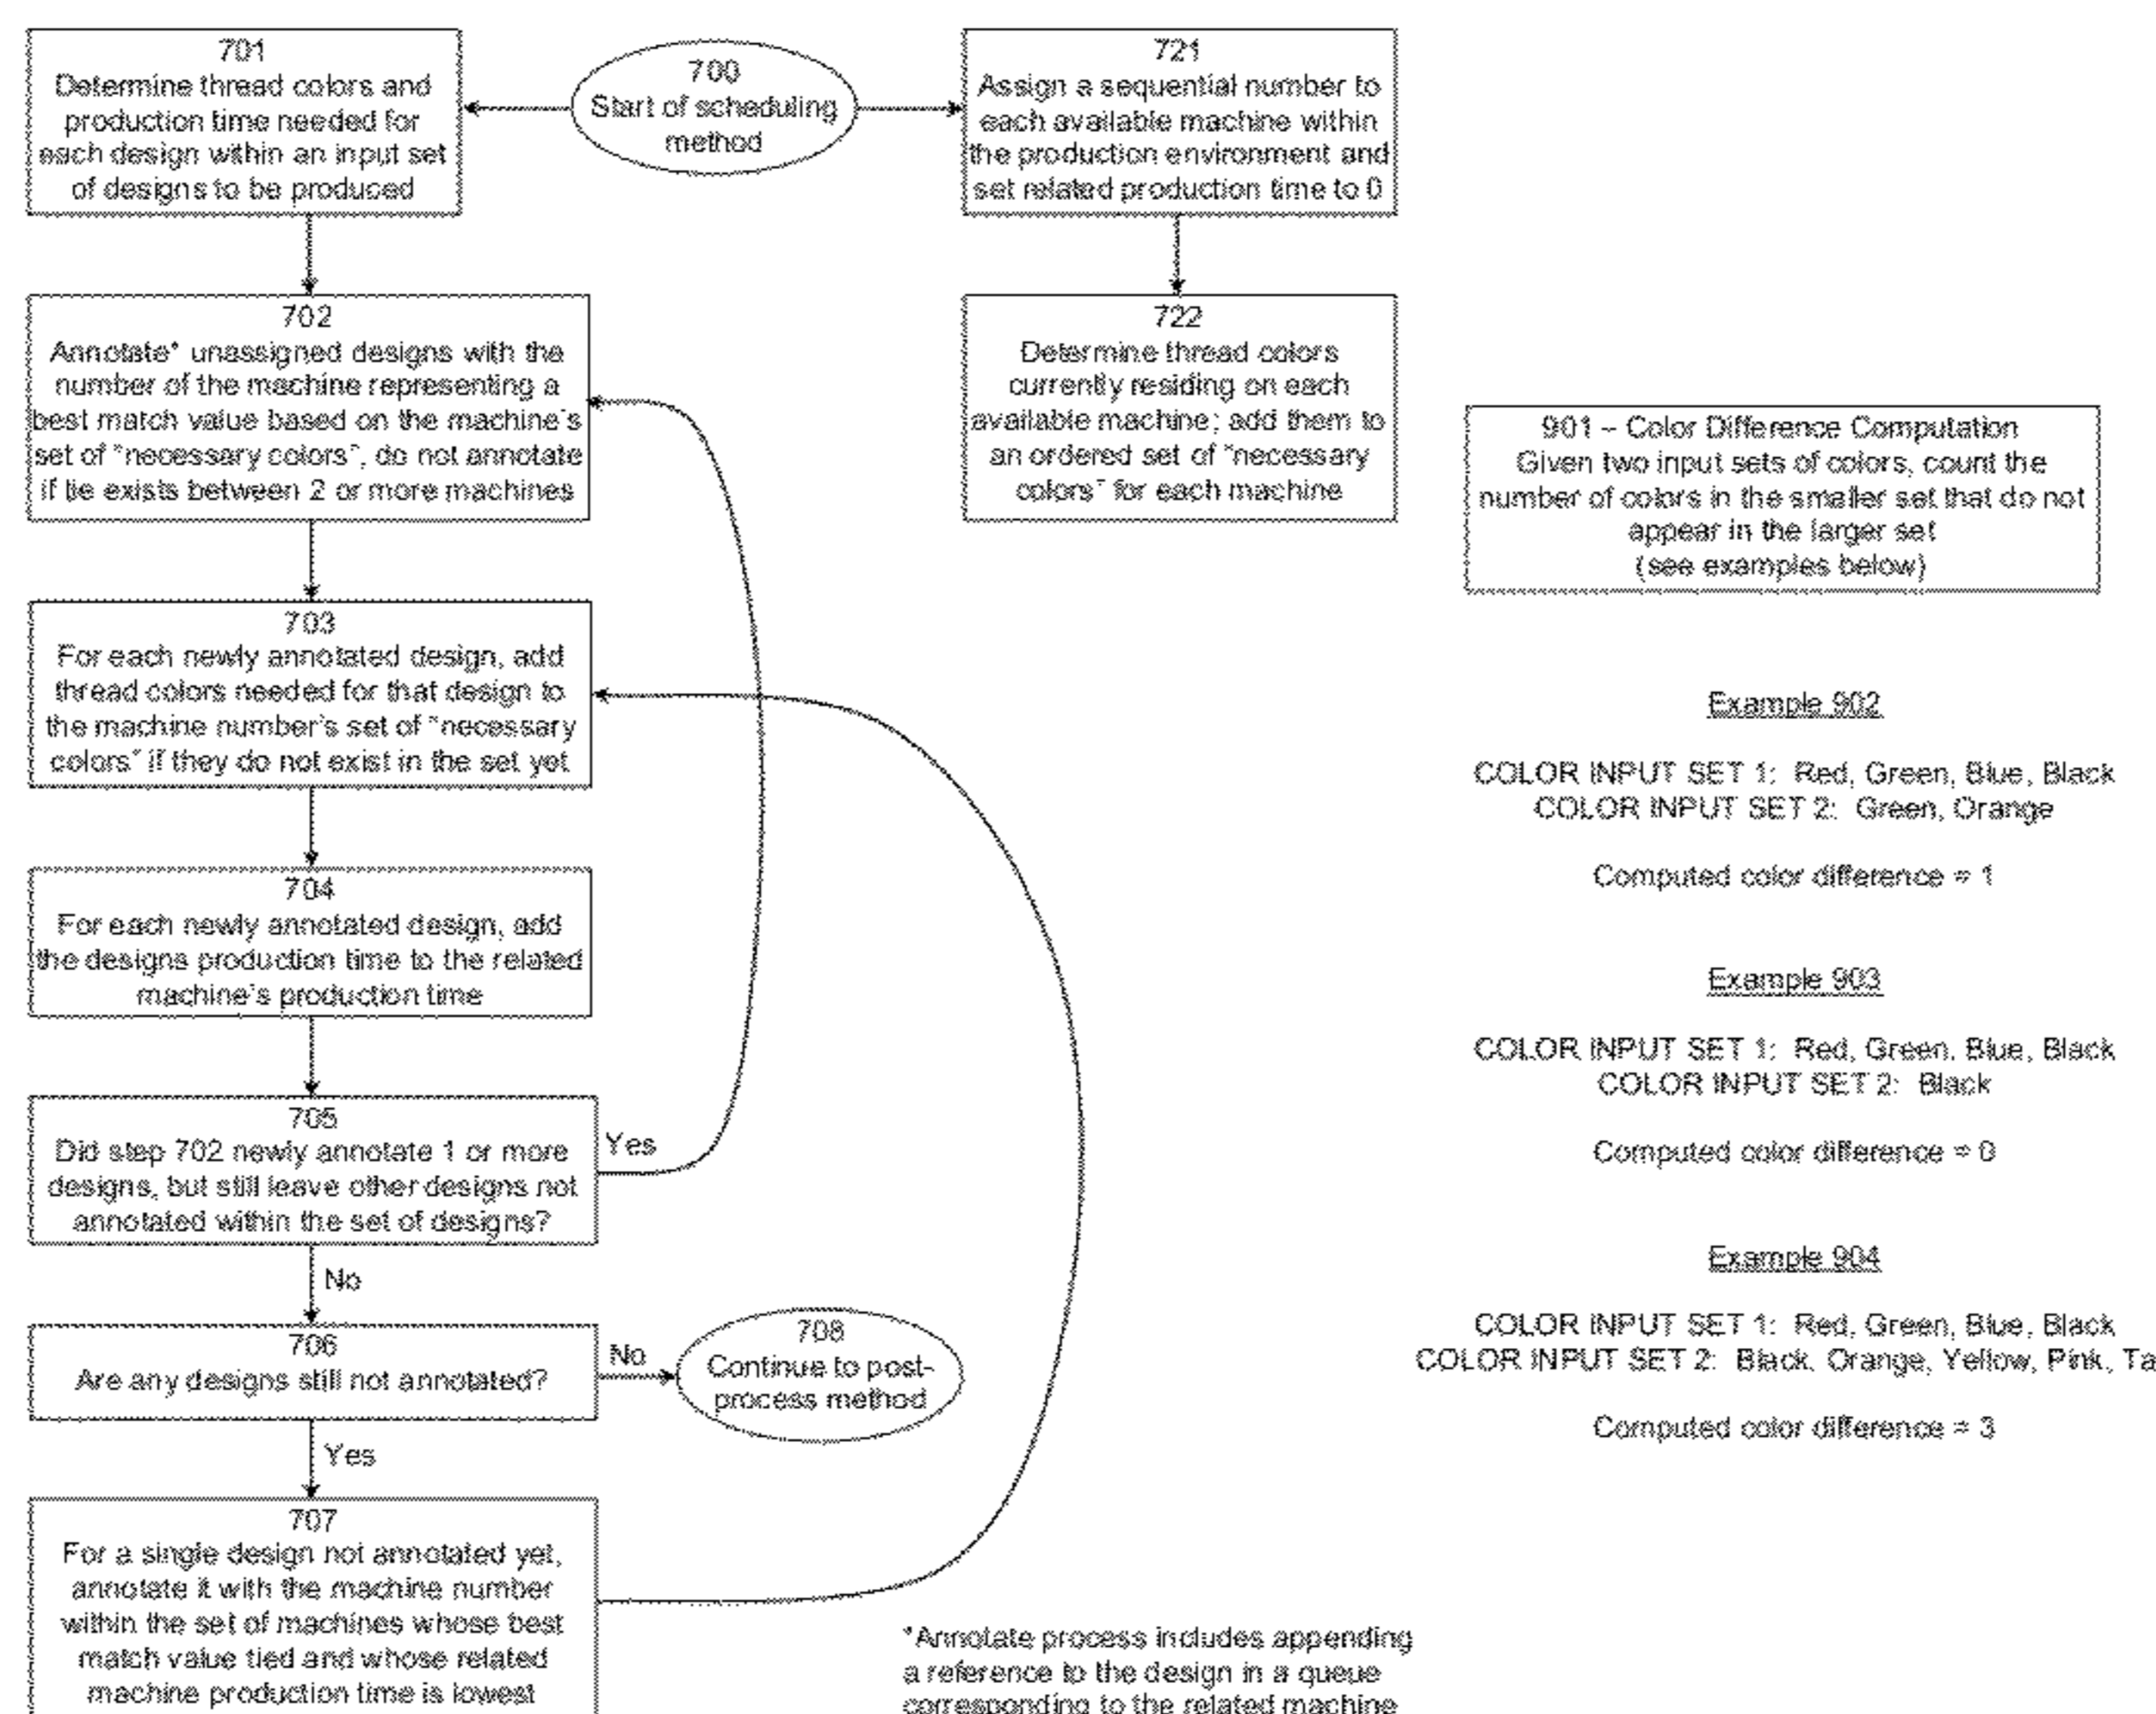 701
Determine thread colors and
production time needed for
each design within an input set
of designs to be produced
700
Start of scheduling
method
721
Assign a sequential number to
each available machine within
the production environment and
set related production time to 0
702
Annotate* unassigned designs with the
number of the machine representing a
best match value based on the machine's
set of "necessary colors", do not annotate
if tie exists between 2 or more machines
722
Determine thread colors
currently residing on each
available machine; add them to
an ordered set of "necessary
colors" for each machine
703
For each newly annotated design, add
thread colors needed for that design to
the machine number's set of "necessary
colors" if they do not exist in the set yet
704
For each newly annotated design, add
the designs production time to the related
machine's production time
705
Did step 702 newly annotate 1 or more
designs, but still leave other designs not
annotated within the set of designs?
Yes
No
706
Are any designs still not annotated?
No
708
Continue to post-
process method
Yes
707
For a single design not annotated yet,
annotate it with the machine number
within the set of machines whose best
match value tied and whose related
machine production time is lowest
*Annotate process includes appending
a reference to the design in a queue
corresponding to the related machine
901 – Color Difference Computation
Given two input sets of colors, count the
number of colors in the smaller set that do not
appear in the larger set
(see examples below)
Example 902
COLOR INPUT SET 1: Red, Green, Blue, Black
COLOR INPUT SET 2: Green, Orange
Computed color difference = 1
Example 903
COLOR INPUT SET 1: Red, Green, Blue, Black
COLOR INPUT SET 2: Black
Computed color difference = 0
Example 904
COLOR INPUT SET 1: Red, Green, Blue, Black
COLOR INPUT SET 2: Black, Orange, Yellow, Pink,
Computed color difference = 3